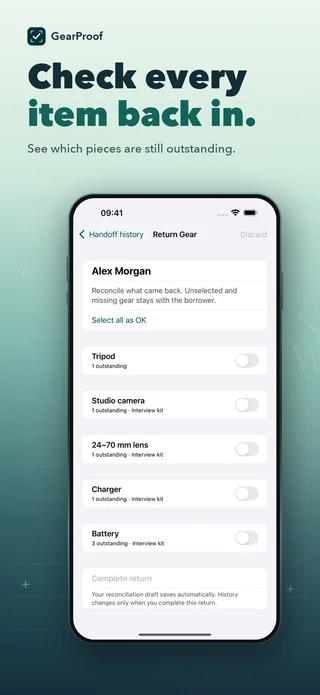 GearProof
Check every
item back in.
See which pieces are still outstanding.
09:41
Handoff history
Return Gear
Discard
Alex Morgan
Reconcile what came back. Unselected and
missing gear stays with the borrower.
Select all as OK
Tripod
1 outstanding
Studio camera
1 outstanding · Interview kit
24–70 mm lens
1 outstanding · Interview kit
Charger
1 outstanding · Interview kit
Battery
3 outstanding · Interview kit
Complete return
Your reconciliation draft saves automatically. History
changes only when you complete this return.